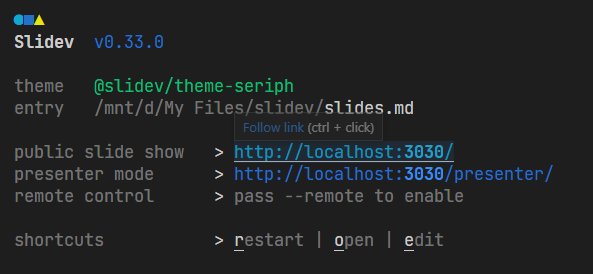 Slidev v0.33.0
theme @slidev/theme-seriph
entry /mnt/d/My Files/slidev/slides.md
Follow link (ctrl + click)
public slide show > http://localhost:3030/
presenter mode > http://localhost:3030/presenter/
remote control > pass --remote to enable
shortcuts > restart | open | edit